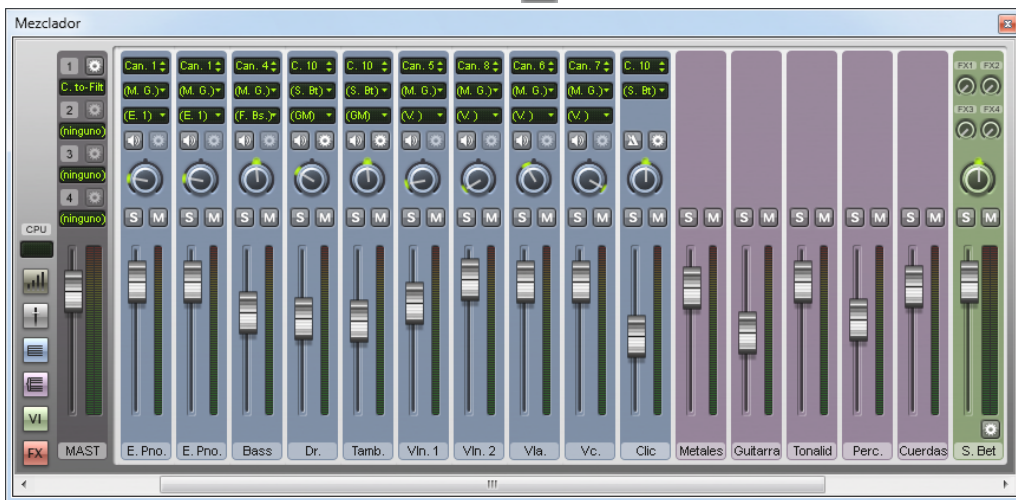 Mezclador
1 Can. 1 Can. 1 Can. 4 C. 10 C. 10 Can. 5 Can. 8 Can. 6 Can. 7 C. 10 FX1 FX2
C. to-Filt (M. G.) (M. G.) (M. G.) (S. Bt) (S. Bt) (M. G.) (M. G.) (M. G.) (M. G.) (S. Bt)
2 (E. 1) (E. 1) (F. Bs.) (GM) (GM) (V. ) (V. ) (V. ) (V. ) FX3 FX4
(ninguno)
3
(ninguno)
4
(ninguno) S M S M S M S M S M S M S M S M S M S M S M S M S M S M S M S M
CPU
VI
FX MAST E. Pno. E. Pno. Bass Dr. Tamb. Vln. 1 Vln. 2 Vla. Vc. Clic Metales Guitarra Tonalid Perc. Cuerdas S. Bet